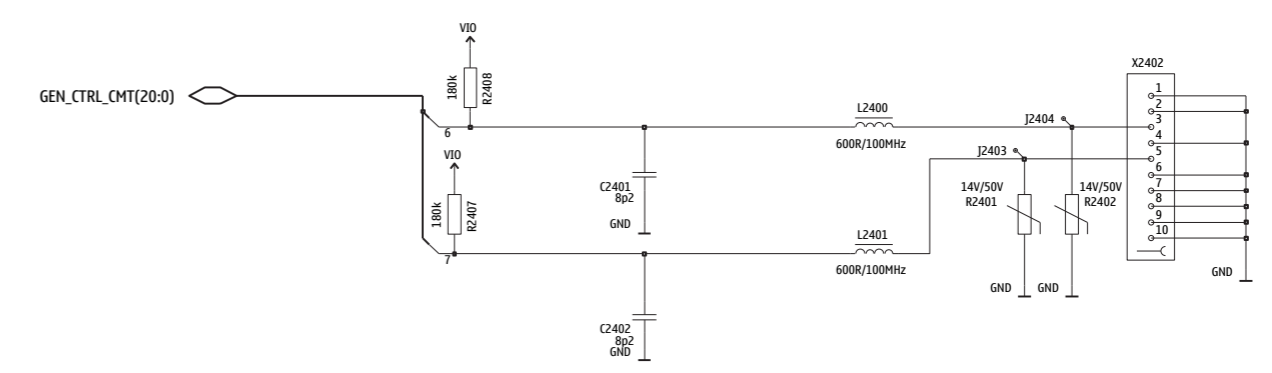 VIO
180k
R2408
GEN_CTRL_CMT(20:0)
6
VIO
180k
R2407
7
C2401
8p2
GND
C2402
8p2
GND
L2400
600R/100MHz
L2401
600R/100MHz
J2404
J2403
14V/50V
R2401
GND
14V/50V
R2402
GND
X2402
1
2
3
4
5
6
7
8
9
10
GND